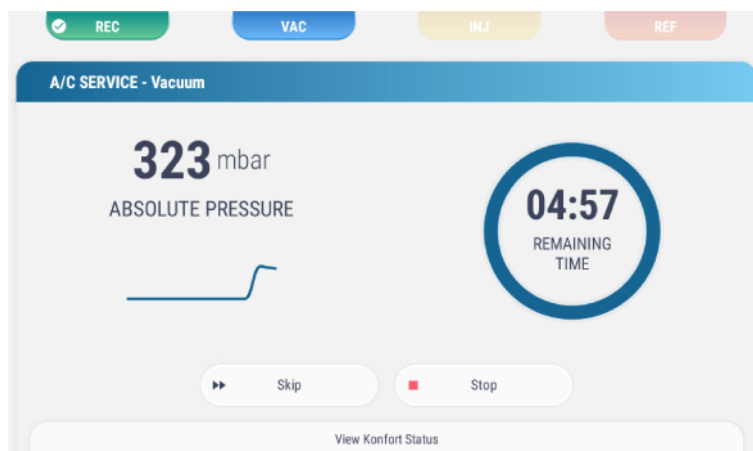 REC
VAC
INJ
REF
A/C SERVICE - Vacuum
323 mbar
ABSOLUTE PRESSURE
04:57
REMAINING
TIME
Skip
Stop
View Konfort Status